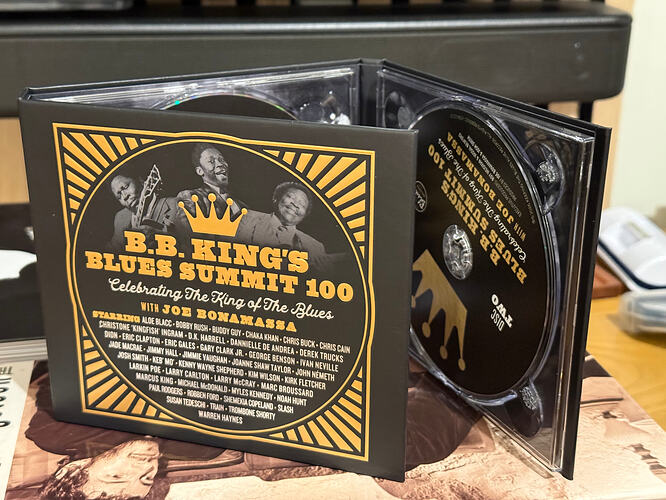 B.B. KING'S
BLUES SUMMIT 100
Celebrating The King of The Blues
WITH JOE BONAMASSA
STARRING ALOE BLACC • BOBBY RUSH • BUDDY GUY • CHAKA KHAN • CHRIS BUCK • CHRIS CAIN
CHRISTONE "KINGFISH" INGRAM • D.K. HARRELL • DANNIELLE DE ANDREA • DEREK TRUCKS
DION • ERIC CLAPTON • ERIC GALES • GARY CLARK JR. • GEORGE BENSON • IVAN NEVILLE
JADE MACRAE • JIMMY HALL • JIMMIE VAUGHAN • JOANNE SHAW TAYLOR • JOHN NÉMETH
JOSH SMITH • KEB' MO' • KENNY WAYNE SHEPHERD • KIM WILSON • KIRK FLETCHER
LARKIN POE • LARRY CARLTON • LARRY McCRAY • MARC BROUSSARD
MARCUS KING • MICHAEL McDONALD • MYLES KENNEDY • NOAH HUNT
PAUL RODGERS • ROBBEN FORD • SHEMEKIA COPELAND • SLASH
SUSAN TEDESCHI • TRAIN • TROMBONE SHORTY
WARREN HAYNES
B.B. KING'S
BLUES SUMMIT 100
Celebrating The King of The Blues
WITH JOE BONAMASSA
DISC
TWO